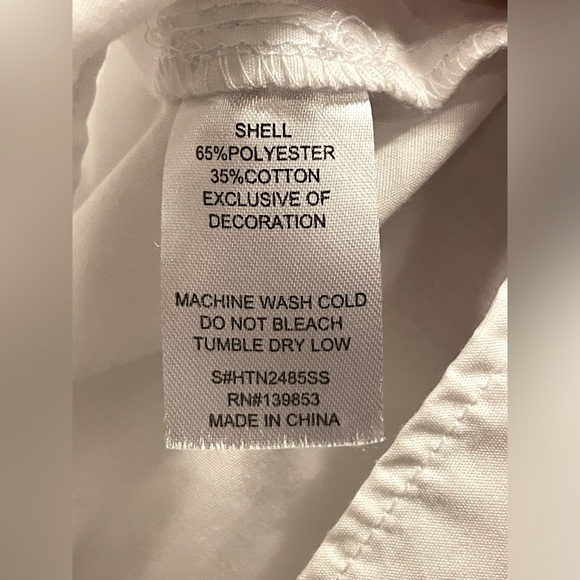 SHELL
65%POLYESTER
35%COTTON
EXCLUSIVE OF
DECORATION
MACHINE WASH COLD
DO NOT BLEACH
TUMBLE DRY LOW
S#HTN2485SS
RN#139853
MADE IN CHINA